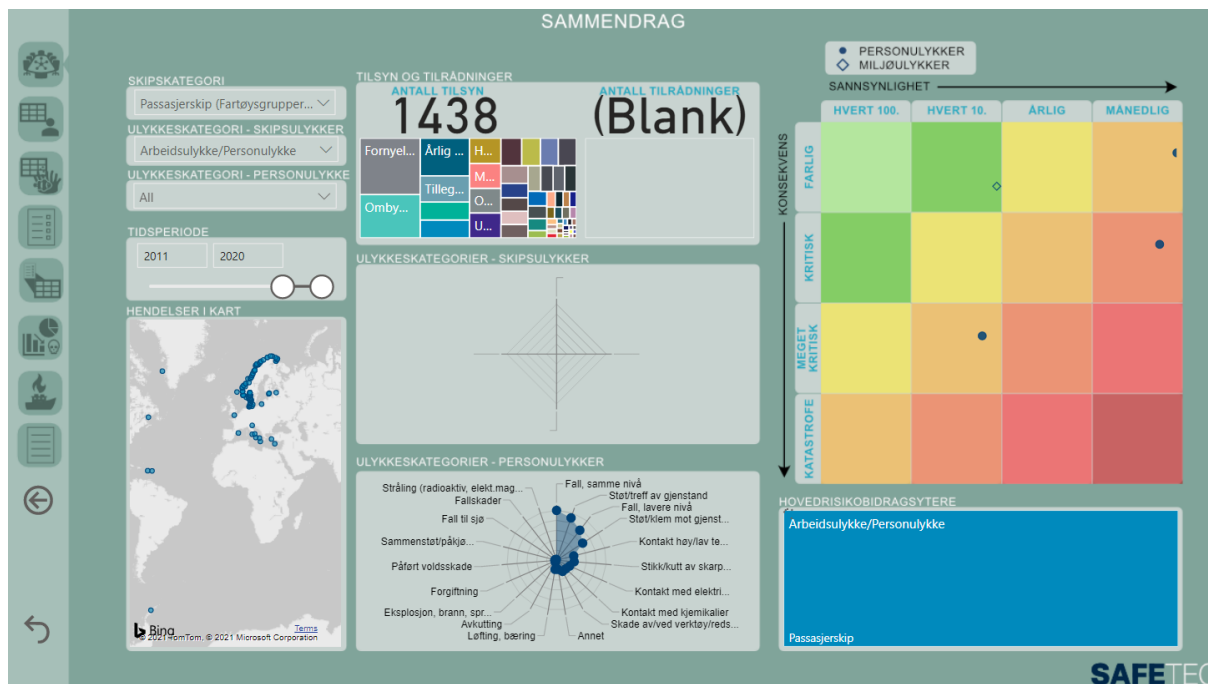 SAMMENDRAG
PERSONULYKKER
MILJØULYKKER
SKIPSKATEGORI
Passasjerskip (Fartøysgrupper...
ULYKKESKATEGORI - SKIPSULYKKER
Arbeidsulykke/Personulykke
ULYKKESKATEGORI - PERSONULYKKE
All
TIDSPERIODE
2011 2020
HENDELSER I KART
Bing
© 2021 TomTom, © 2021 Microsoft Corporation
Terms
TILSYN OG TILRÅDNINGER
ANTALL TILSYN
1438
ANTALL TILRÅDNINGER
(Blank)
Fornyel...
Årlig ...
H...
M...
Tilleg...
O...
Omby...
U...
ULYKKESKATEGORIER - SKIPSULYKKER
ULYKKESKATEGORIER - PERSONULYKKER
Fall, samme nivå
Støt/treff av gjenstand
Fall, lavere nivå
Støt/klem mot gjenst...
Kontakt høy/lav te...
Stikk/kutt av skarp...
Kontakt med elektri...
Kontakt med kjemikalier
Skade av/ved verktøy/reds...
Annet
Løfting, bæring
Avkutting
Eksplosjon, brann, spr...
Forgiftning
Påført voldsskade
Sammenstøt/påkjø...
Fall til sjø
Fallskader
Stråling (radioaktiv, elekt.mag...
SANNSYNLIGHET
HVERT 100.
HVERT 10.
ÅRLIG
MÅNEDLIG
KONSEKVENS
FARLIG
KRITISK
MEGET
KRITISK
KATASTROFE
HOVEDRISIKOBIDRAGSYTERE
Arbeidsulykke/Personulykke
Passasjerskip
SAFETEC